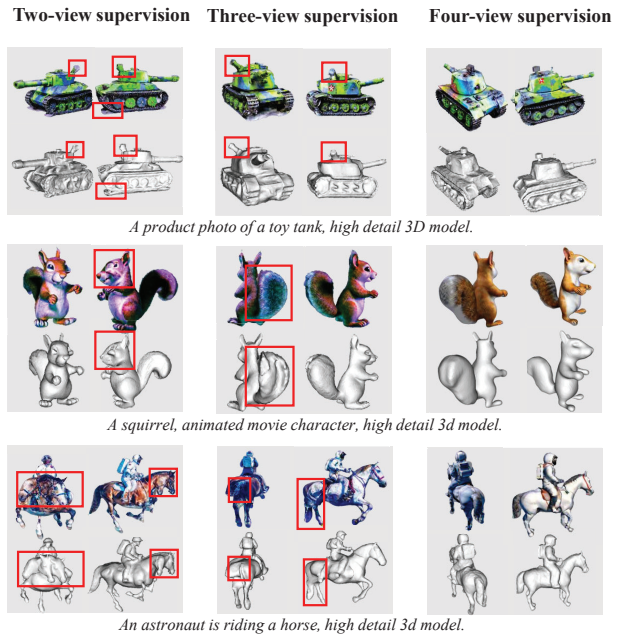 Two-view supervision Three-view supervision Four-view supervision
A product photo of a toy tank, high detail 3D model.
A squirrel, animated movie character, high detail 3d model.
An astronaut is riding a horse, high detail 3d model.